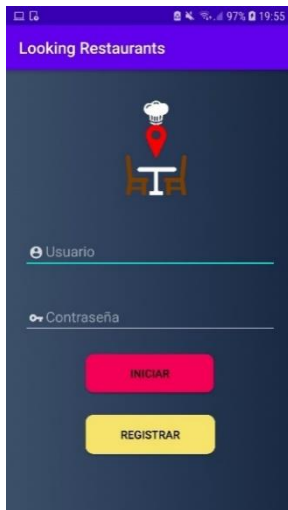 97% 19:55
Looking Restaurants
Usuario
Contraseña
INICIAR
REGISTRAR